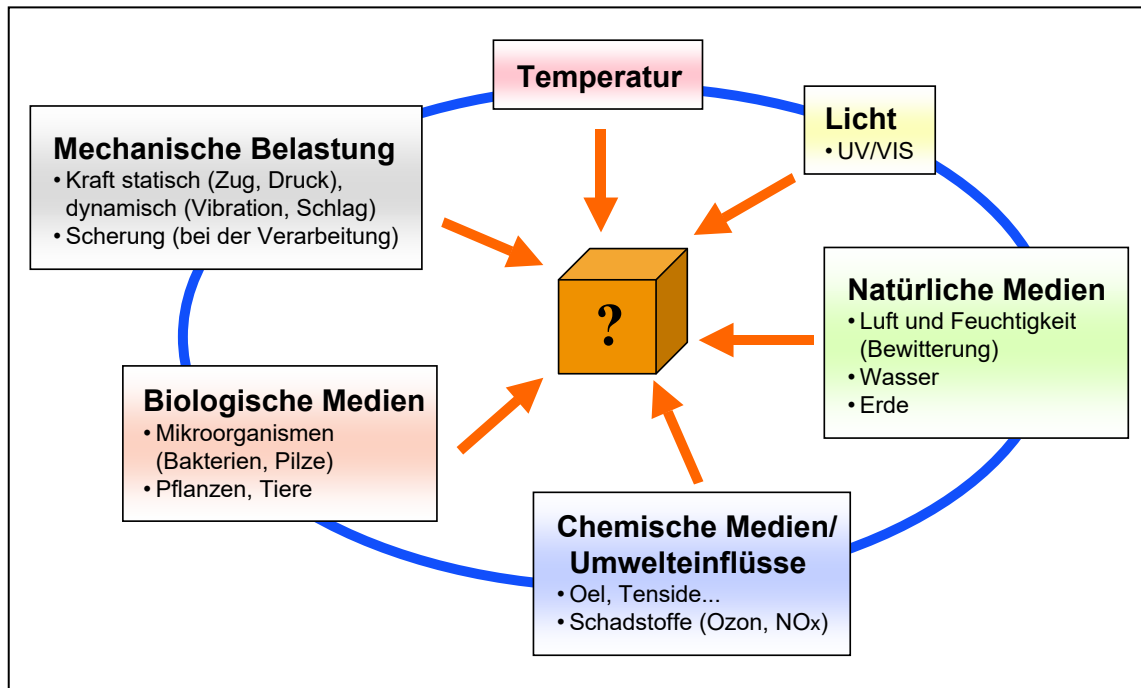 Temperatur
Licht
• UV/VIS
Mechanische Belastung
• Kraft statisch (Zug, Druck),
dynamisch (Vibration, Schlag)
• Scherung (bei der Verarbeitung)
?
Natürliche Medien
• Luft und Feuchtigkeit
(Bewitterung)
• Wasser
• Erde
Biologische Medien
• Mikroorganismen
(Bakterien, Pilze)
• Pflanzen, Tiere
Chemische Medien/
Umwelteinflüsse
• Oel, Tenside...
• Schadstoffe (Ozon, NOx)